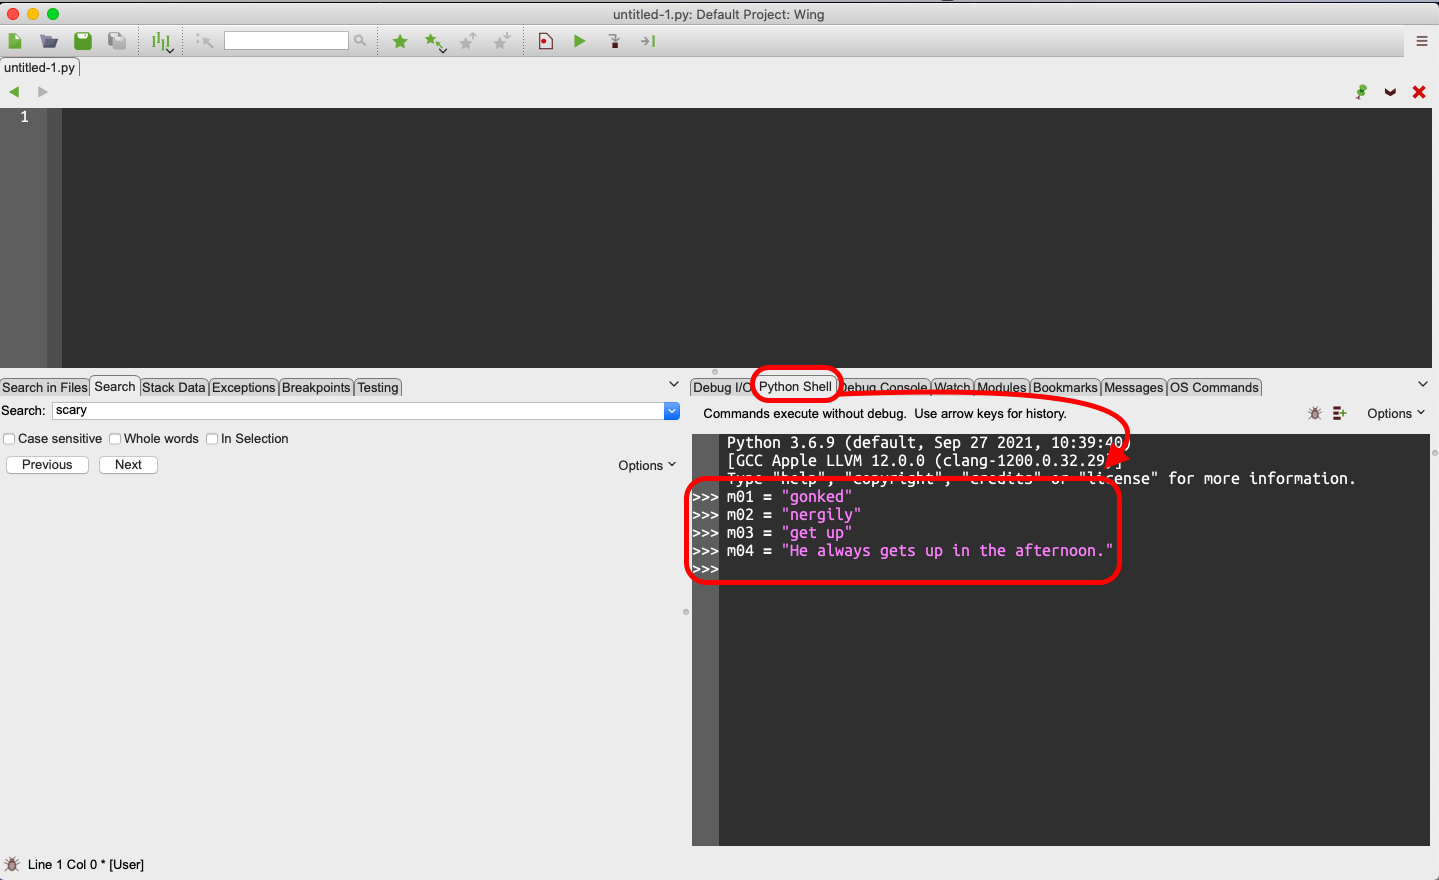 untitled-1.py: Default Project: Wing
untitled-1.py
1
Search in Files Search Stack Data Exceptions Breakpoints Testing
Search: scary
Case sensitive Whole words In Selection
Previous Next Options
Debug I/O Python Shell Debug Console Watch Modules Bookmarks Messages OS Commands
Commands execute without debug. Use arrow keys for history. Options
Python 3.6.9 (default, Sep 27 2021, 10:39:40)
[GCC Apple LLVM 12.0.0 (clang-1200.0.32.29)]
Type "help", "copyright", "credits" or "license" for more information.
>>> m01 = "gonked"
>>> m02 = "nergily"
>>> m03 = "get up"
>>> m04 = "He always gets up in the afternoon."
>>>
Line 1 Col 0 * [User]